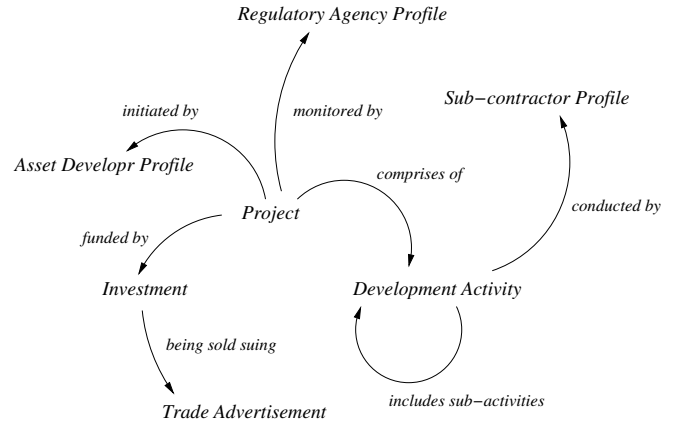 Regulatory Agency Profile
Sub-contractor Profile
initiated by
monitored by
Asset Developr Profile
comprises of
conducted by
Project
funded by
Investment
Development Activity
being sold suing
includes sub-activities
Trade Advertisement